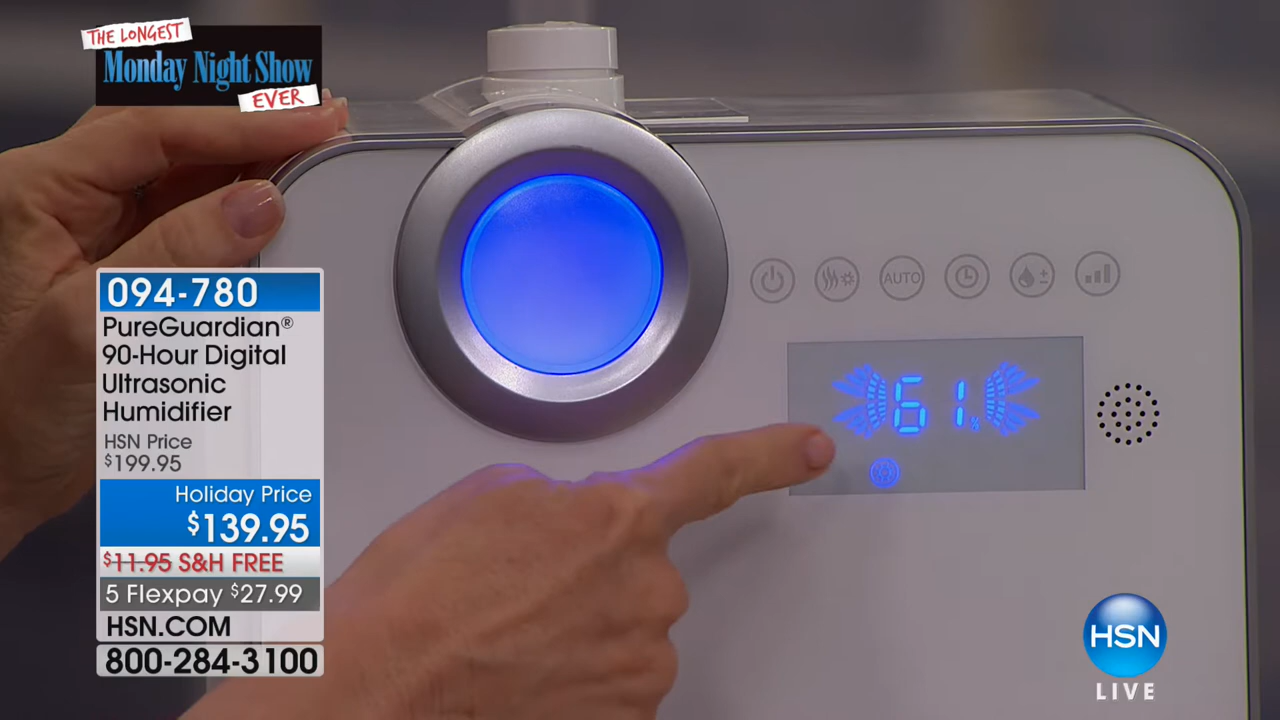 THE LONGEST
Monday Night Show
EVER
094-780
PureGuardian®
90-Hour Digital
Ultrasonic
Humidifier
HSN Price
$199.95
Holiday Price
$139.95
$11.95 S&H FREE
5 Flexpay $27.99
HSN.COM
800-284-3100
AUTO
±
61%
HSN
LIVE